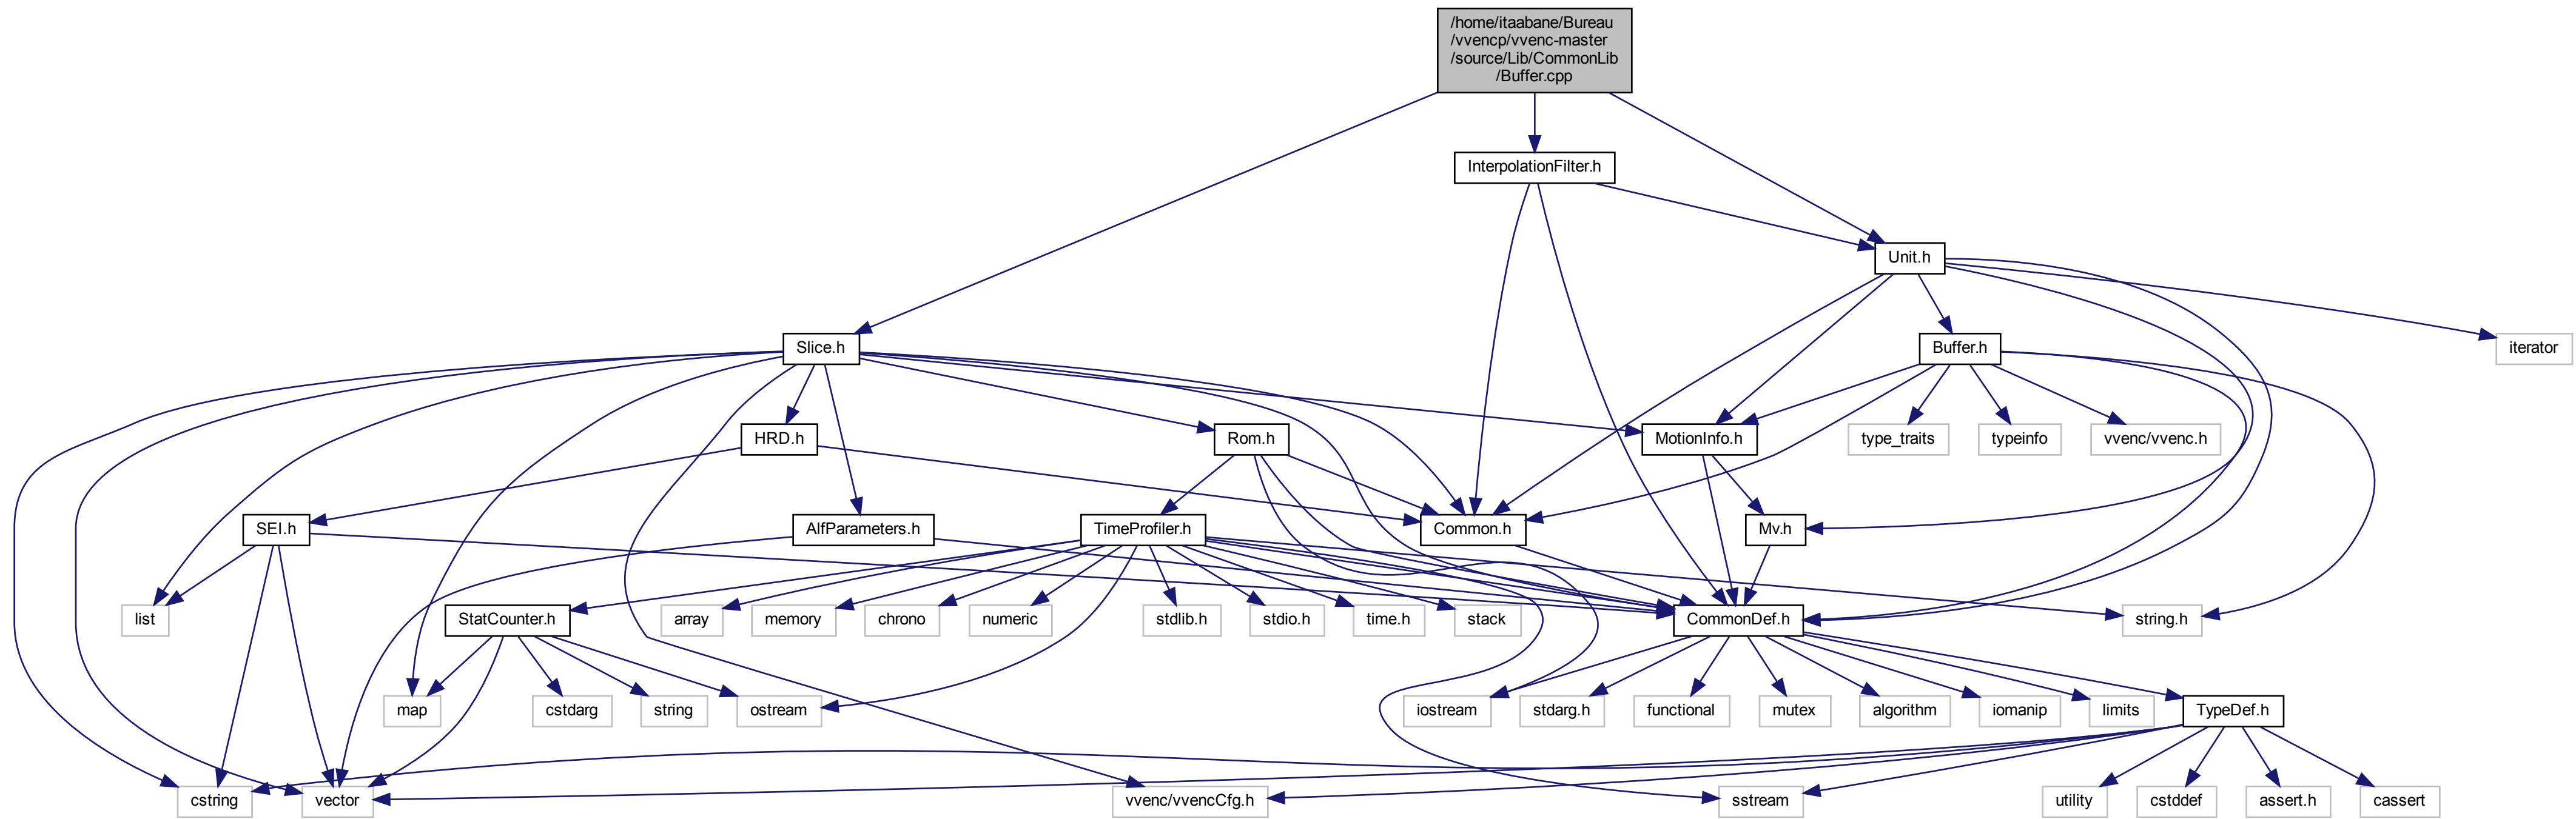 /home/itaabane/Bureau
/vvencp/vvenc-master
/source/Lib/CommonLib
/Buffer.cpp
InterpolationFilter.h
Unit.h
Slice.h
Buffer.h
iterator
HRD.h
Rom.h
MotionInfo.h
type_traits
typeinfo
vvenc/vvenc.h
SEI.h
AlfParameters.h
TimeProfiler.h
Common.h
Mv.h
list
StatCounter.h
array
memory
chrono
numeric
stdlib.h
stdio.h
time.h
stack
CommonDef.h
string.h
map
cstdarg
string
ostream
iostream
stdarg.h
functional
mutex
algorithm
iomanip
limits
TypeDef.h
cstring
vector
vvenc/vvencCfg.h
sstream
utility
cstddef
assert.h
cassert